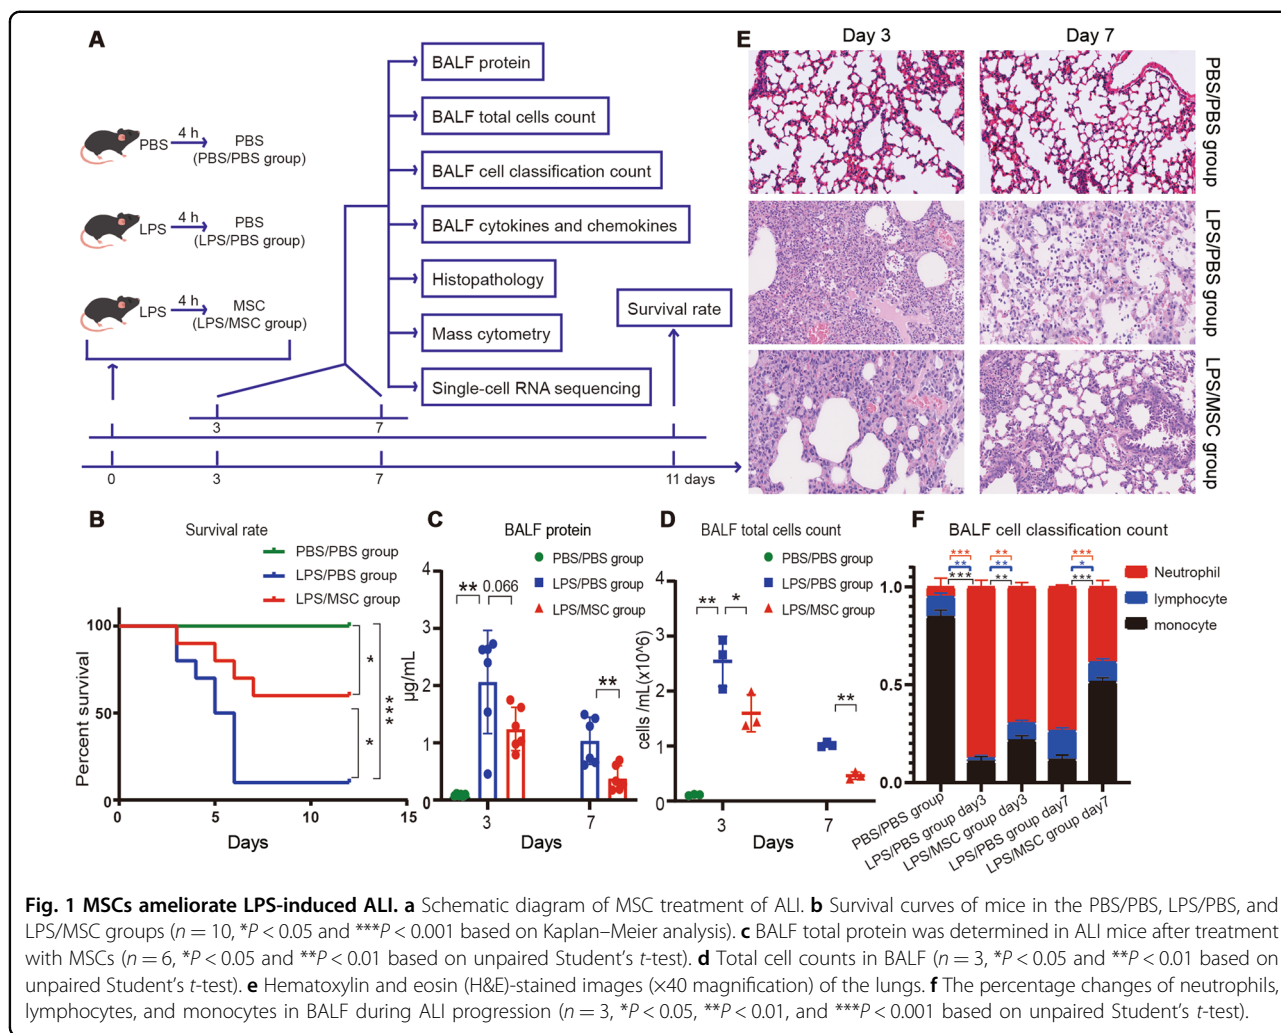 A
PBS
4 h
PBS
(PBS/PBS group)
LPS
4 h
PBS
(LPS/PBS group)
LPS
4 h
MSC
(LPS/MSC group)
BALF protein
BALF total cells count
BALF cell classification count
BALF cytokines and chemokines
Histopathology
Mass cytometry
Single-cell RNA sequencing
Survival rate
3
7
0
3
7
11 days
E
Day 3
Day 7
PBS/PBS group
LPS/PBS group
LPS/MSC group
B
Survival rate
PBS/PBS group
LPS/PBS group
LPS/MSC group
Percent survival
100
50
0
0
5
10
15
Days
*
*
***
C
BALF protein
PBS/PBS group
LPS/PBS group
LPS/MSC group
µg/mL
4
3
2
1
0
**
0.066
**
3
7
Days
D
BALF total cells count
PBS/PBS group
LPS/PBS group
LPS/MSC group
cells /mL(x10^6)
4
3
2
1
0
**
*
**
3
7
Days
F
BALF cell classification count
Neutrophil
lymphocyte
monocyte
*** ** ***
** ** *
*** ** ***
1.0
0.5
0.0
PBS/PBS group
LPS/PBS group day3
LPS/MSC group day3
LPS/PBS group day7
LPS/MSC group day7
Fig. 1 MSCs ameliorate LPS-induced ALI. a Schematic diagram of MSC treatment of ALI. b Survival curves of mice in the PBS/PBS, LPS/PBS, and
LPS/MSC groups (n = 10, *P < 0.05 and ***P < 0.001 based on Kaplan–Meier analysis). c BALF total protein was determined in ALI mice after treatment
with MSCs (n = 6, *P < 0.05 and **P < 0.01 based on unpaired Student's t-test). d Total cell counts in BALF (n = 3, *P < 0.05 and **P < 0.01 based on
unpaired Student's t-test). e Hematoxylin and eosin (H&E)-stained images (×40 magnification) of the lungs. f The percentage changes of neutrophils,
lymphocytes, and monocytes in BALF during ALI progression (n = 3, *P < 0.05, **P < 0.01, and ***P < 0.001 based on unpaired Student's t-test).